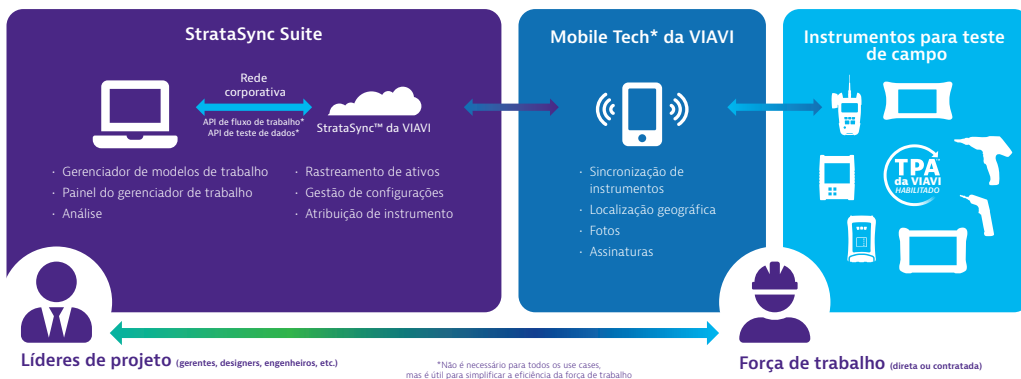 StrataSync Suite
Rede
corporativa
API de fluxo de trabalho*
API de teste de dados*
StrataSync™ da VIAVI
· Gerenciador de modelos de trabalho
· Painel do gerenciador de trabalho
· Análise
· Rastreamento de ativos
· Gestão de configurações
· Atribuição de instrumento
Mobile Tech* da VIAVI
· Sincronização de
instrumentos
· Localização geográfica
· Fotos
· Assinaturas
Instrumentos para teste
de campo
TPA
da VIAVI
HABILITADO
Líderes de projeto (gerentes, designers, engenheiros, etc.)
*Não é necessário para todos os use cases,
mas é útil para simplificar a eficiência da força de trabalho
Força de trabalho (direta ou contratada)